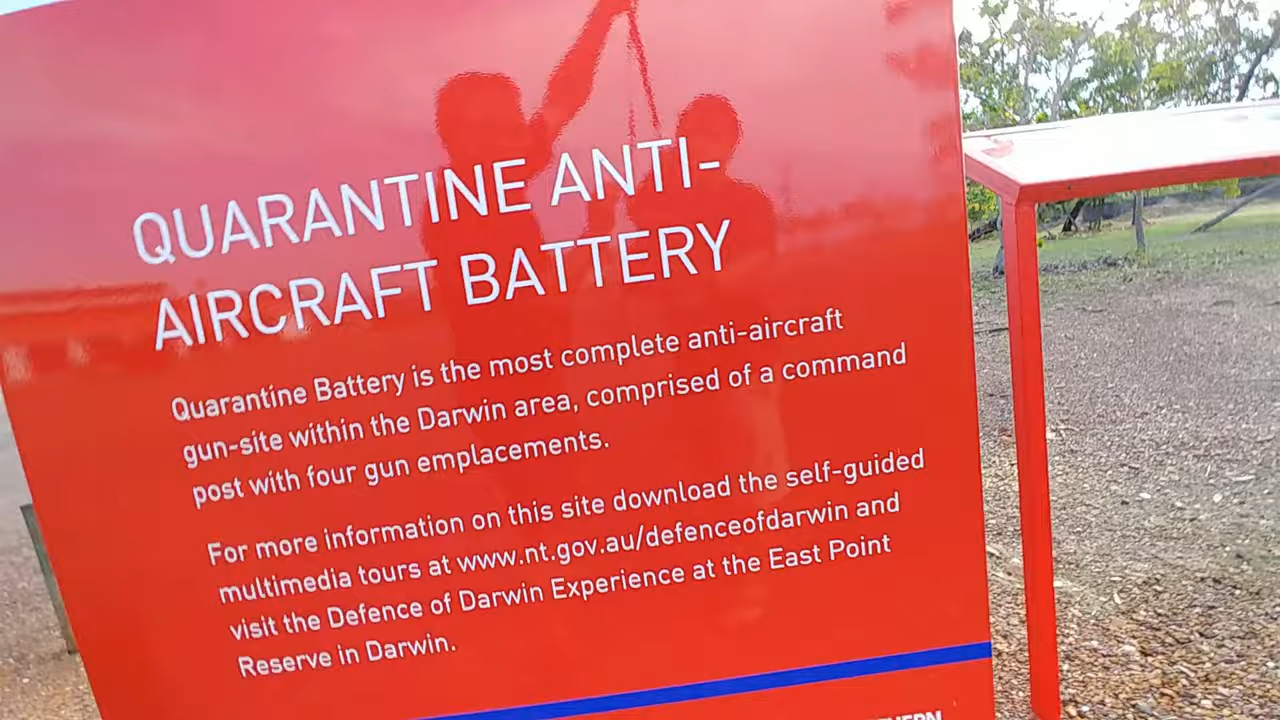 QUARANTINE ANTI-
AIRCRAFT BATTERY
Quarantine Battery is the most complete anti-aircraft
gun-site within the Darwin area, comprised of a command
post with four gun emplacements.
For more information on this site download the self-guided
multimedia tours at www.nt.gov.au/defenceofdarwin and
visit the Defence of Darwin Experience at the East Point
Reserve in Darwin.